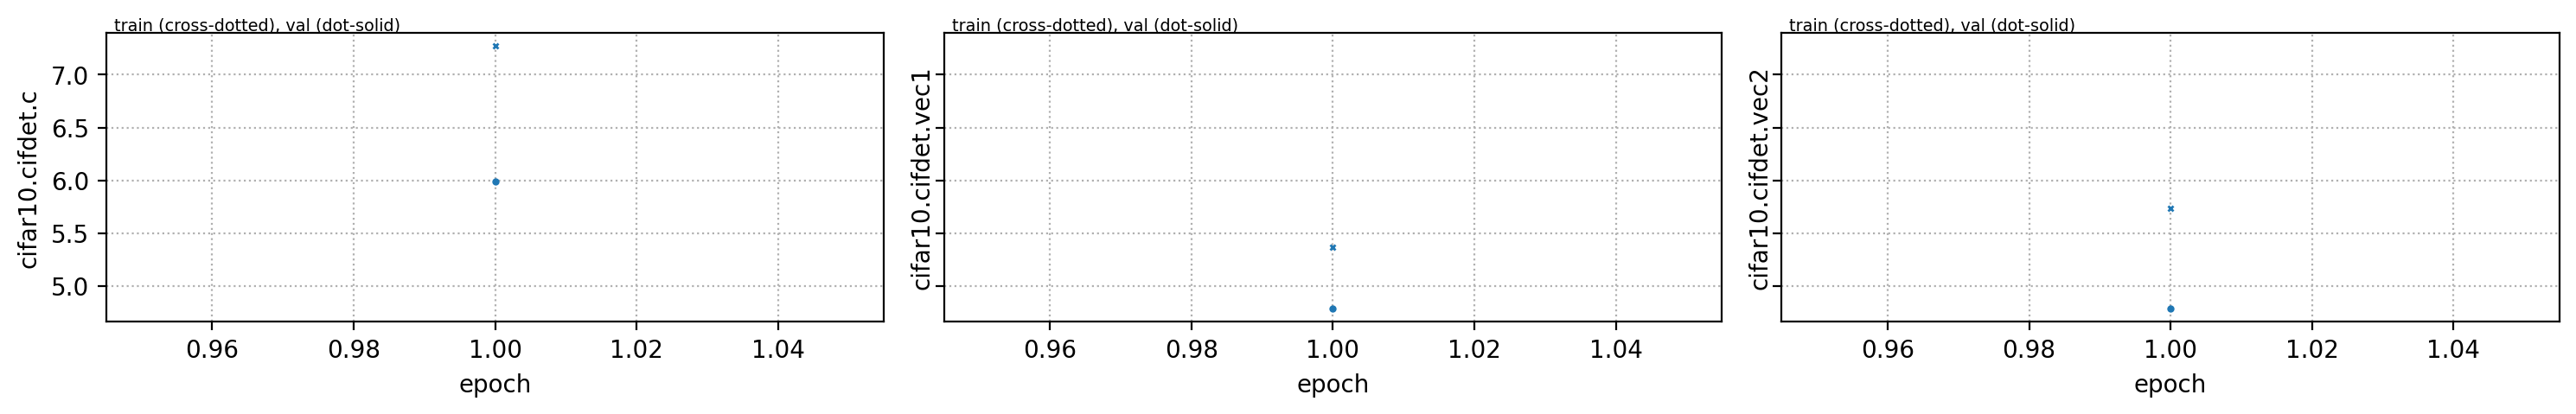 train (cross-dotted), val (dot-solid)
cifar10.cifdet.c
7.0
6.5
6.0
5.5
5.0
0.96 0.98 1.00 1.02 1.04
epoch
train (cross-dotted), val (dot-solid)
cifar10.cifdet.vec1
0.96 0.98 1.00 1.02 1.04
epoch
train (cross-dotted), val (dot-solid)
cifar10.cifdet.vec2
0.96 0.98 1.00 1.02 1.04
epoch